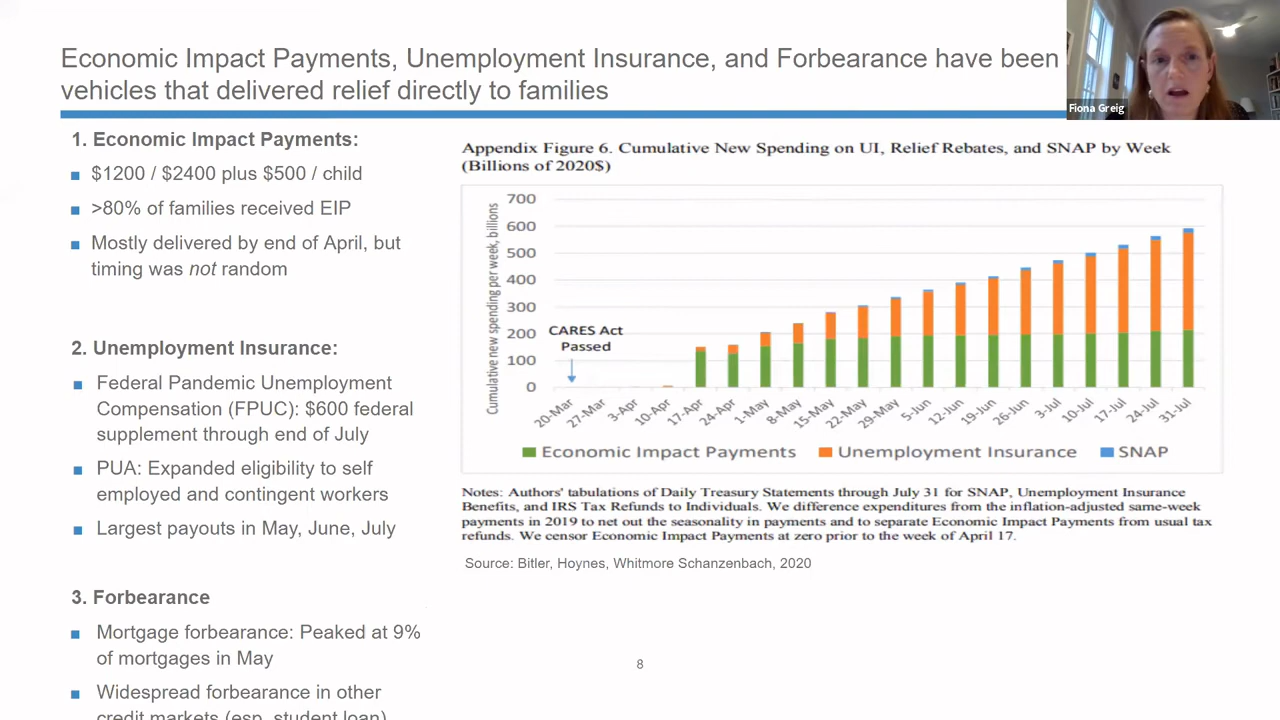 Economic Impact Payments, Unemployment Insurance, and Forbearance have been
vehicles that delivered relief directly to families
Fiona Greig
1. Economic Impact Payments:
$1200 / $2400 plus $500 / child
>80% of families received EIP
Mostly delivered by end of April, but
timing was not random
2. Unemployment Insurance:
Federal Pandemic Unemployment
Compensation (FPUC): $600 federal
supplement through end of July
PUA: Expanded eligibility to self
employed and contingent workers
Largest payouts in May, June, July
3. Forbearance
Mortgage forbearance: Peaked at 9%
of mortgages in May
Widespread forbearance in other
credit markets (esp. student loan)
Appendix Figure 6. Cumulative New Spending on UI, Relief Rebates, and SNAP by Week
(Billions of 2020$)
Cumulative new spending per week, billions
700
600
500
400
300
200
100
0
CARES Act
Passed
20-Mar
27-Mar
3-Apr
10-Apr
17-Apr
24-Apr
1-May
8-May
15-May
22-May
29-May
5-Jun
12-Jun
19-Jun
26-Jun
3-Jul
10-Jul
17-Jul
24-Jul
31-Jul
Economic Impact Payments
Unemployment Insurance
SNAP
Notes: Authors' tabulations of Daily Treasury Statements through July 31 for SNAP, Unemployment Insurance
Benefits, and IRS Tax Refunds to Individuals. We difference expenditures from the inflation-adjusted same-week
payments in 2019 to net out the seasonality in payments and to separate Economic Impact Payments from usual tax
refunds. We censor Economic Impact Payments at zero prior to the week of April 17.
Source: Bitler, Hoynes, Whitmore Schanzenbach, 2020
8